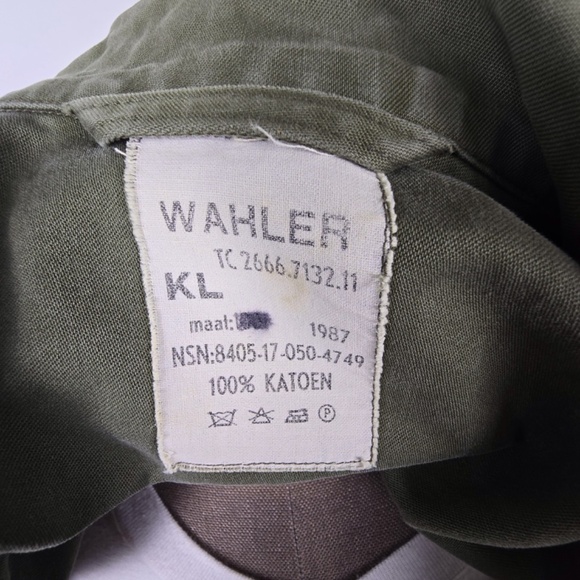 WAHLER
TC 2666.7132.11
KL
maat: 1987
NSN:8405-17-050-4749
100% KATOEN
P